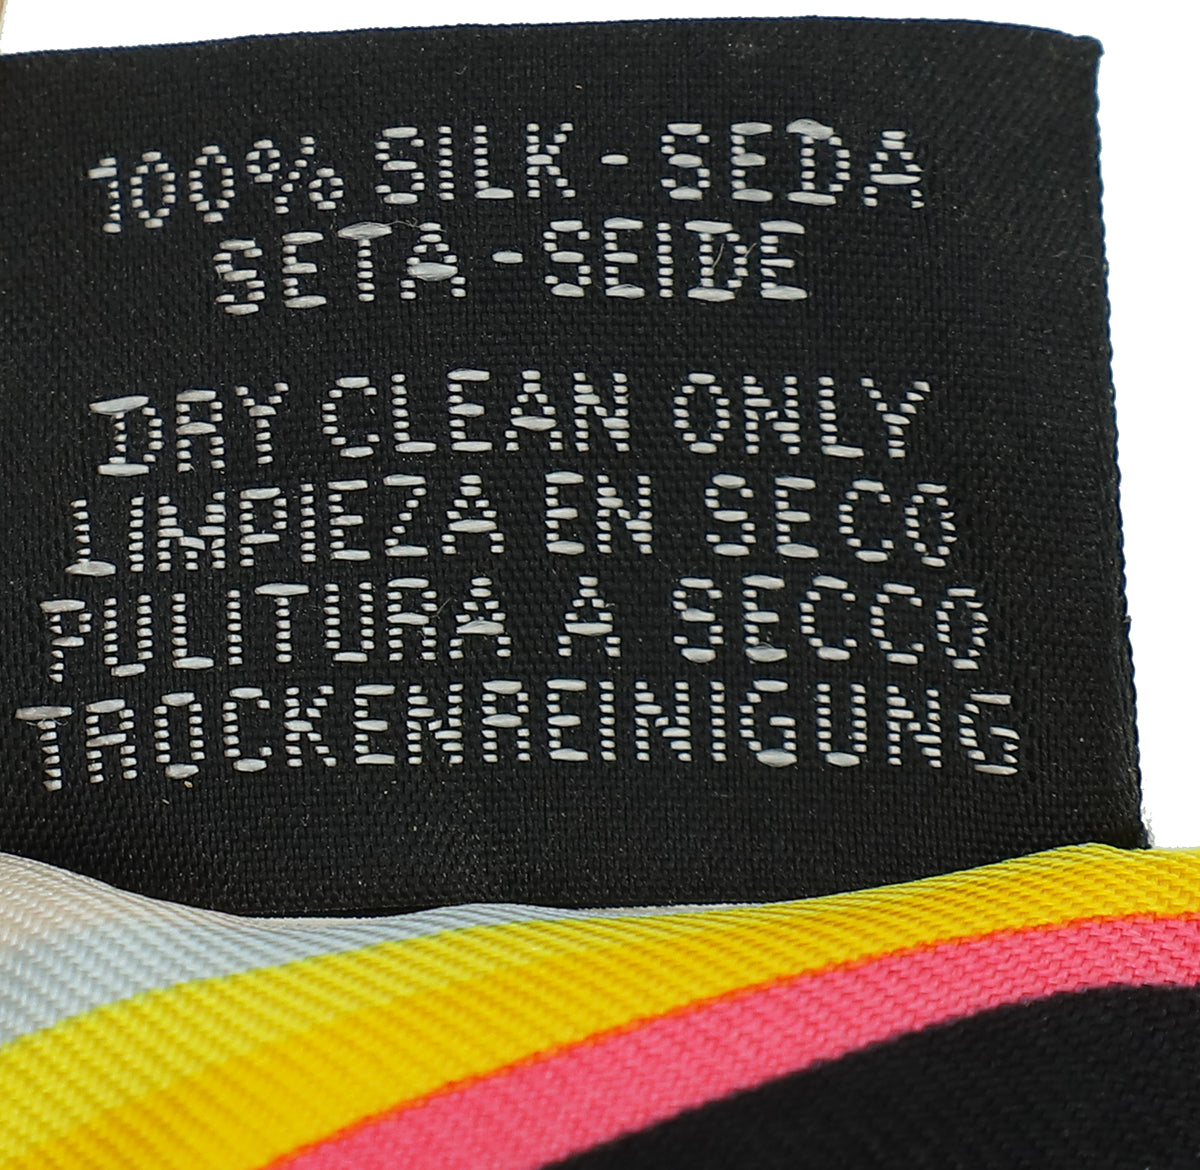 100% SILK - SEDA
SETA - SEIDE
DRY CLEAN ONLY
LIMPIEZA EN SECO
PULITURA A SECCO
TROCKENREINIGUNG